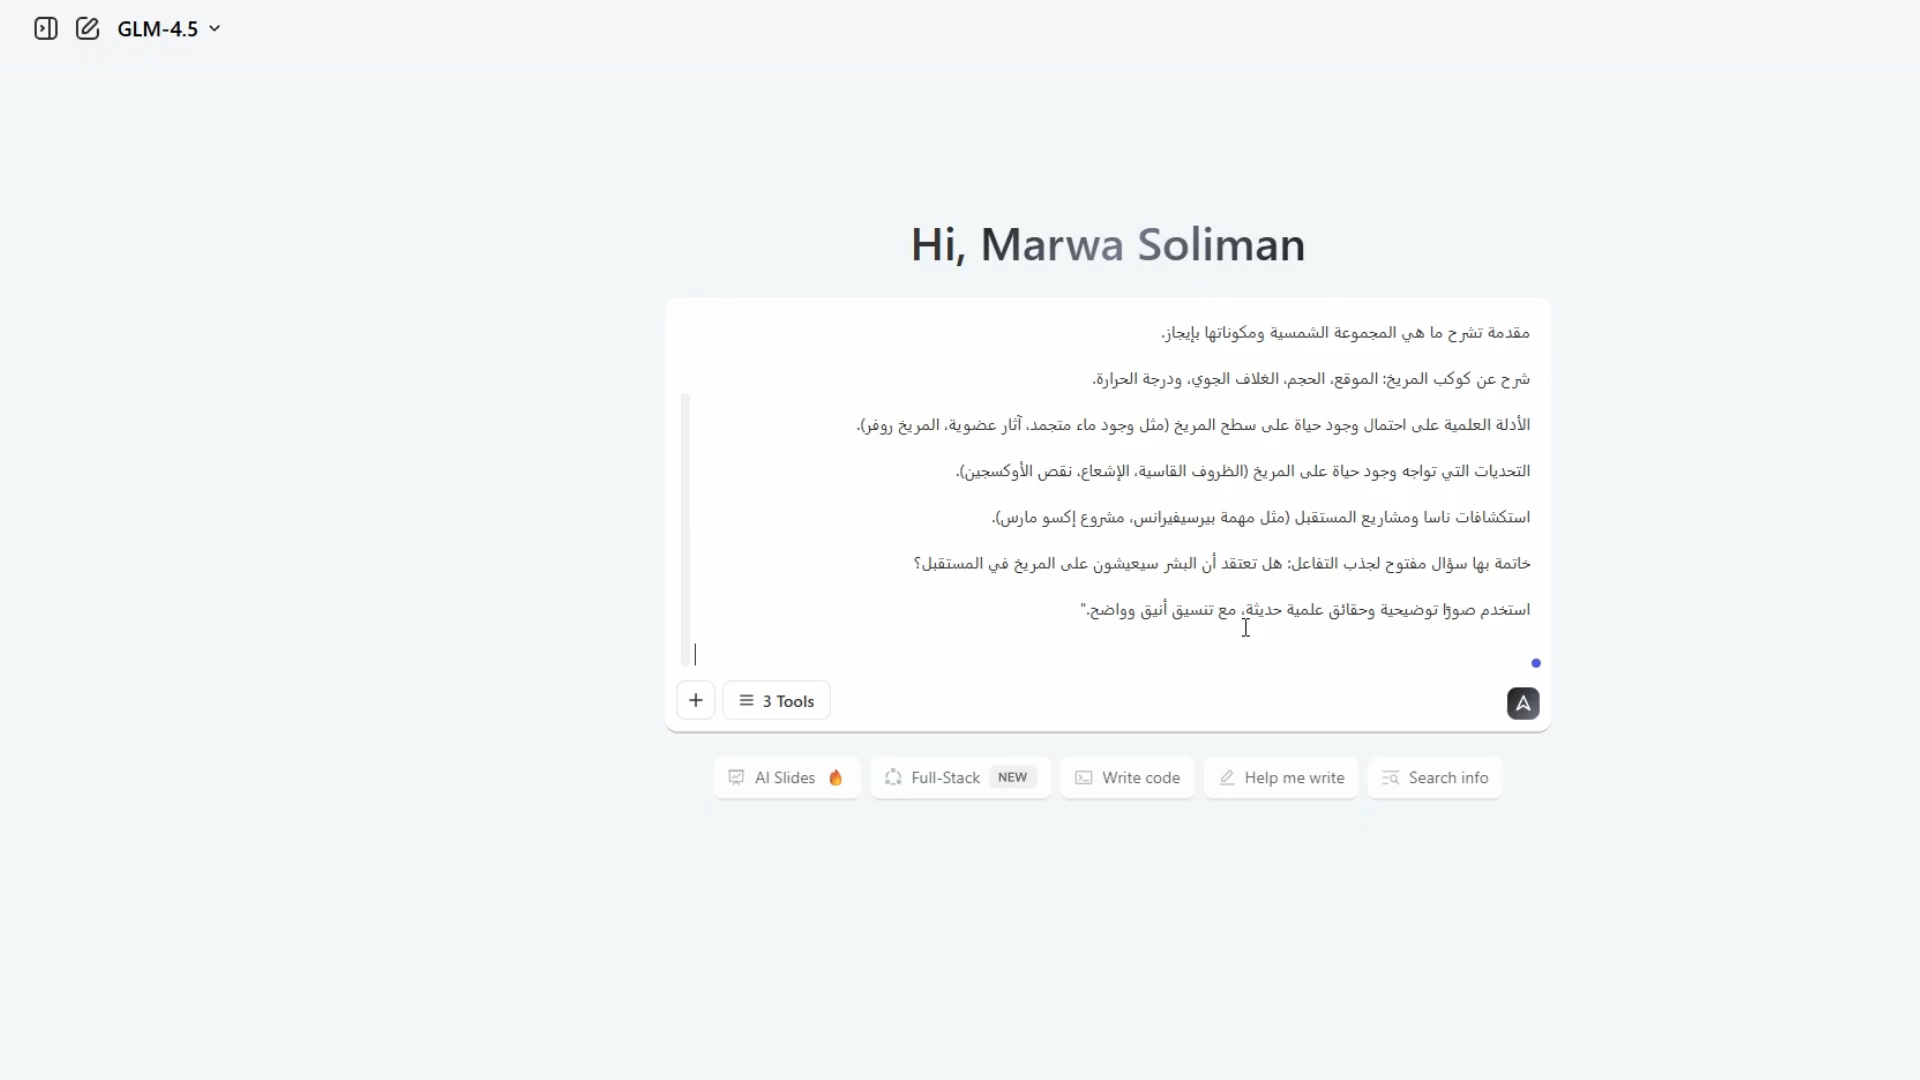 GLM-4.5
Hi, Marwa Soliman
مقدمة تشرح ما هي المجموعة الشمسية ومكوناتها بإيجاز.
شرح عن كوكب المريخ: الموقع، الحجم، الغلاف الجوي، ودرجة الحرارة.
الأدلة العلمية على احتمال وجود حياة على سطح المريخ (مثل وجود ماء متجمد، آثار عضوية، المريخ روفر).
التحديات التي تواجه وجود حياة على المريخ (الظروف القاسية، الإشعاع، نقص الأوكسجين).
استكشافات ناسا ومشاريع المستقبل (مثل مهمة بيرسيفيرانس، مشروع إكسو مارس).
خاتمة بها سؤال مفتوح لجذب التفاعل: هل تعتقد أن البشر سيعيشون على المريخ في المستقبل؟
استخدم صورًا توضيحية وحقائق علمية حديثة، مع تنسيق أنيق وواضح."
3 Tools
AI Slides
Full-Stack NEW
Write code
Help me write
Search info